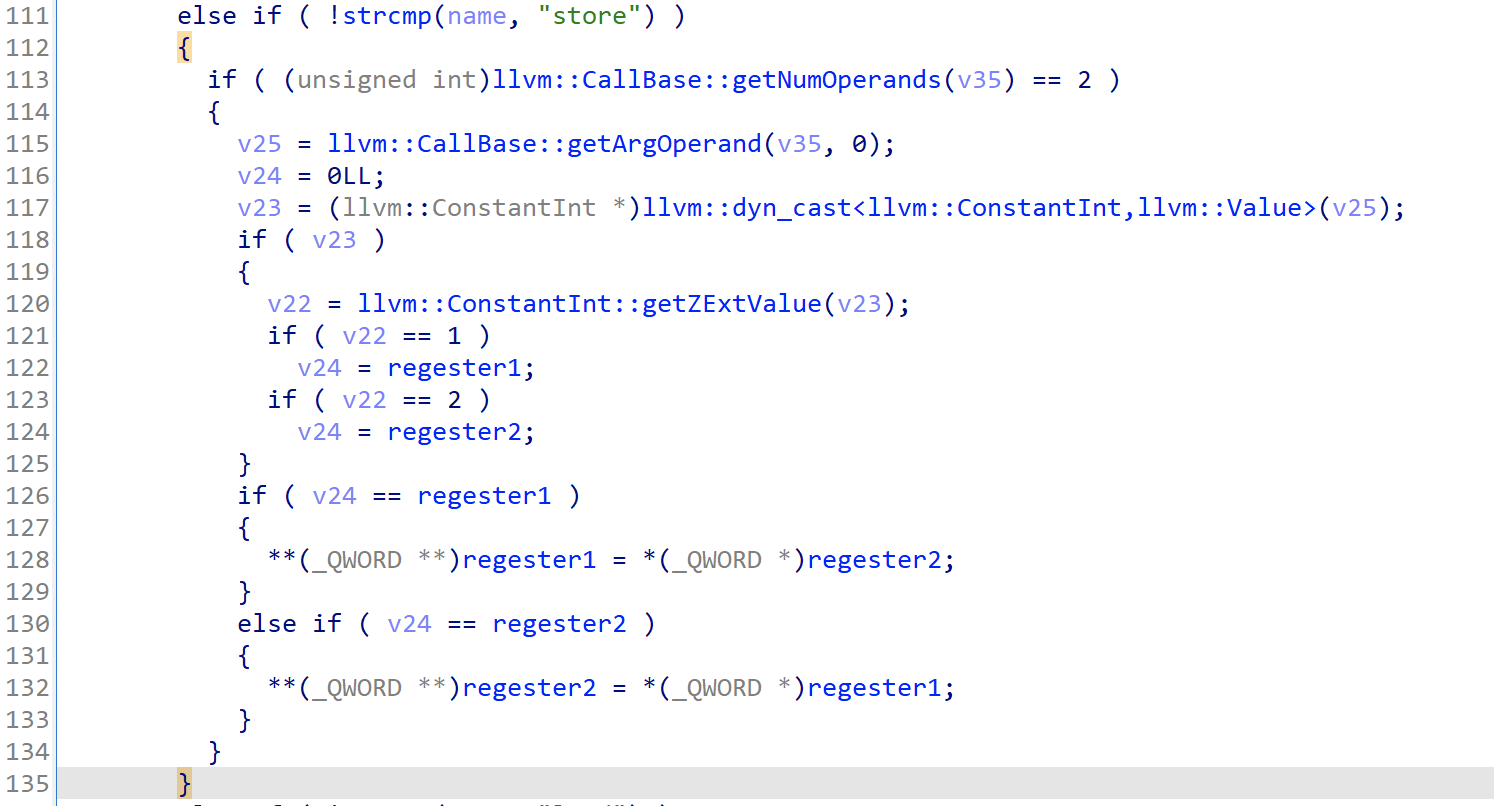 111 else if ( !strcmp(name, "store") )
112 {
113 if ( (unsigned int)llvm::CallBase::getNumOperands(v35) == 2 )
114 {
115 v25 = llvm::CallBase::getArgOperand(v35, 0);
116 v24 = 0LL;
117 v23 = (llvm::ConstantInt *)llvm::dyn_cast<llvm::ConstantInt,llvm::Value>(v25);
118 if ( v23 )
119 {
120 v22 = llvm::ConstantInt::getZExtValue(v23);
121 if ( v22 == 1 )
122 v24 = regester1;
123 if ( v22 == 2 )
124 v24 = regester2;
125 }
126 if ( v24 == regester1 )
127 {
128 **(_QWORD **)regester1 = *(_QWORD *)regester2;
129 }
130 else if ( v24 == regester2 )
131 {
132 **(_QWORD **)regester2 = *(_QWORD *)regester1;
133 }
134 }
135 }